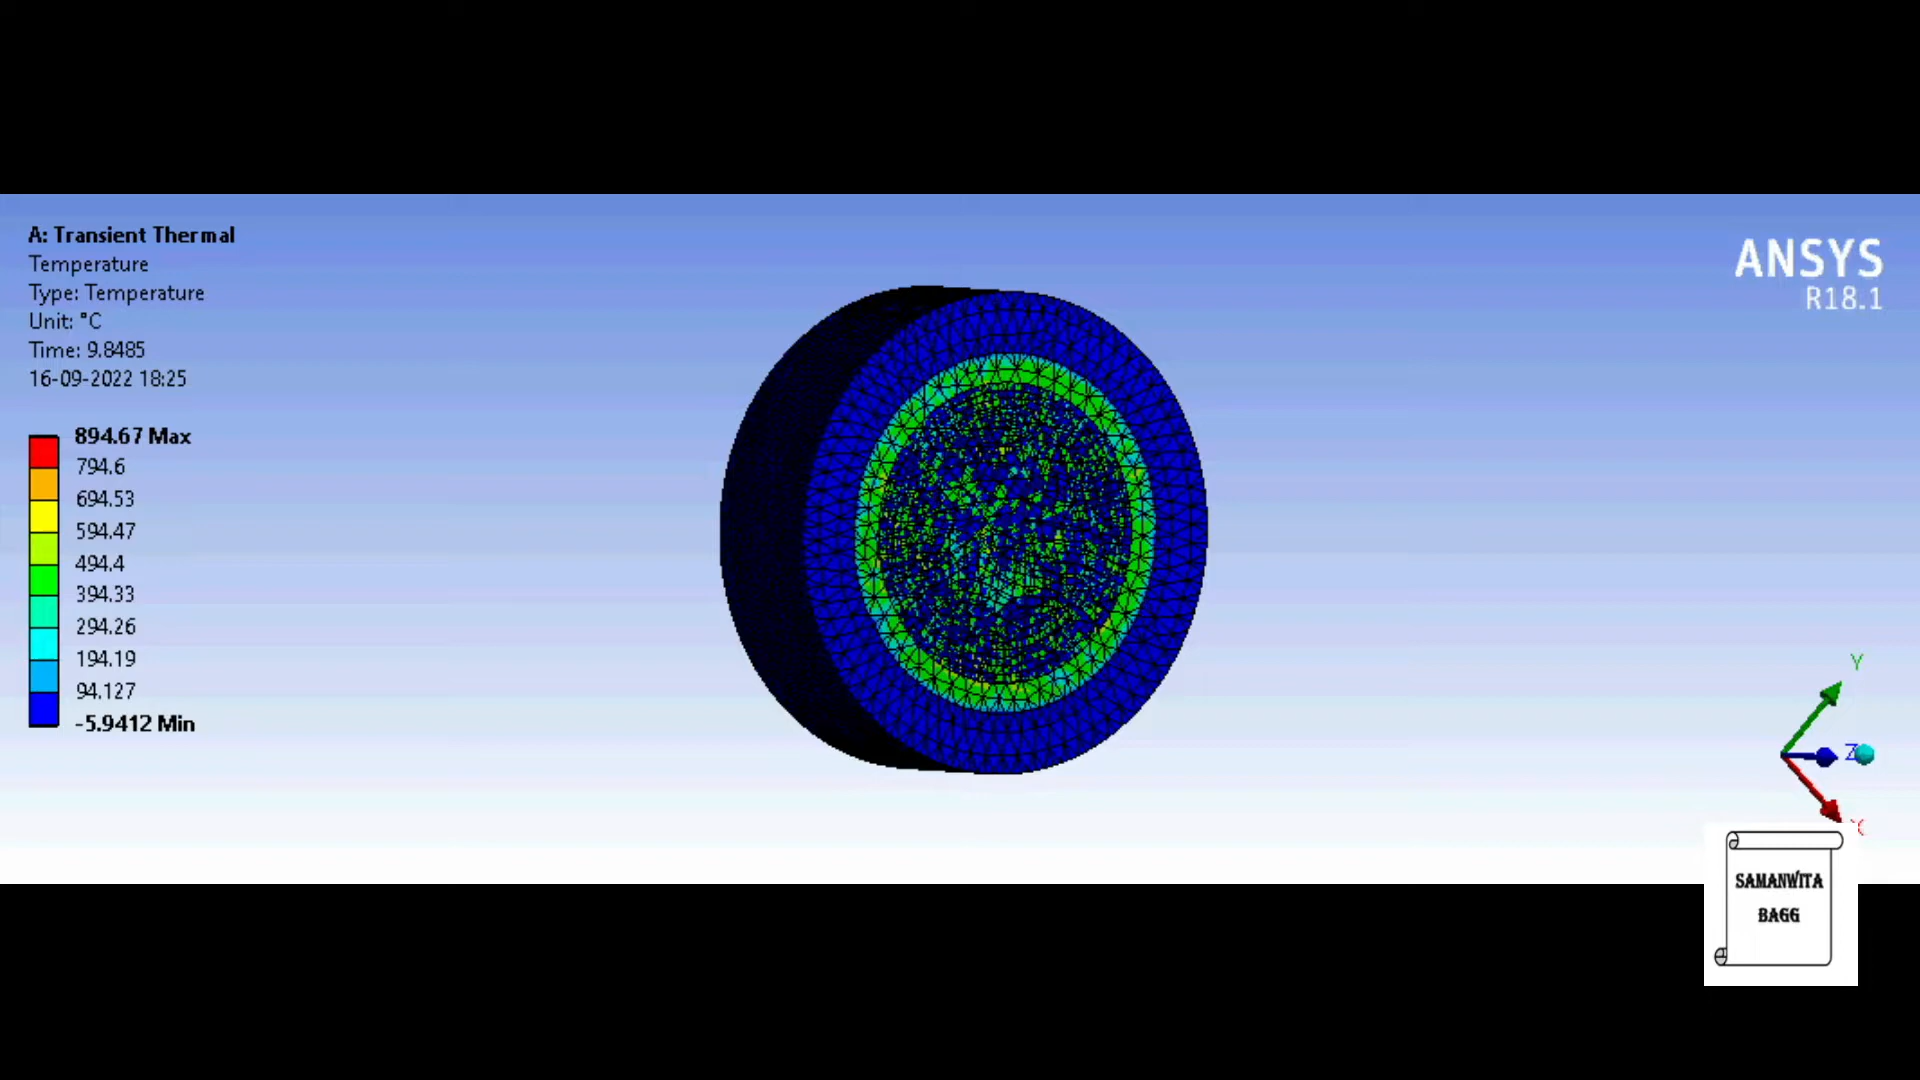 A: Transient Thermal
Temperature
Type: Temperature
Unit: °C
Time: 9.8485
16-09-2022 18:25
894.67 Max
794.6
694.53
594.47
494.4
394.33
294.26
194.19
94.127
-5.9412 Min
ANSYS
R18.1
Y
Z
X
SAMANWITA
BAGG